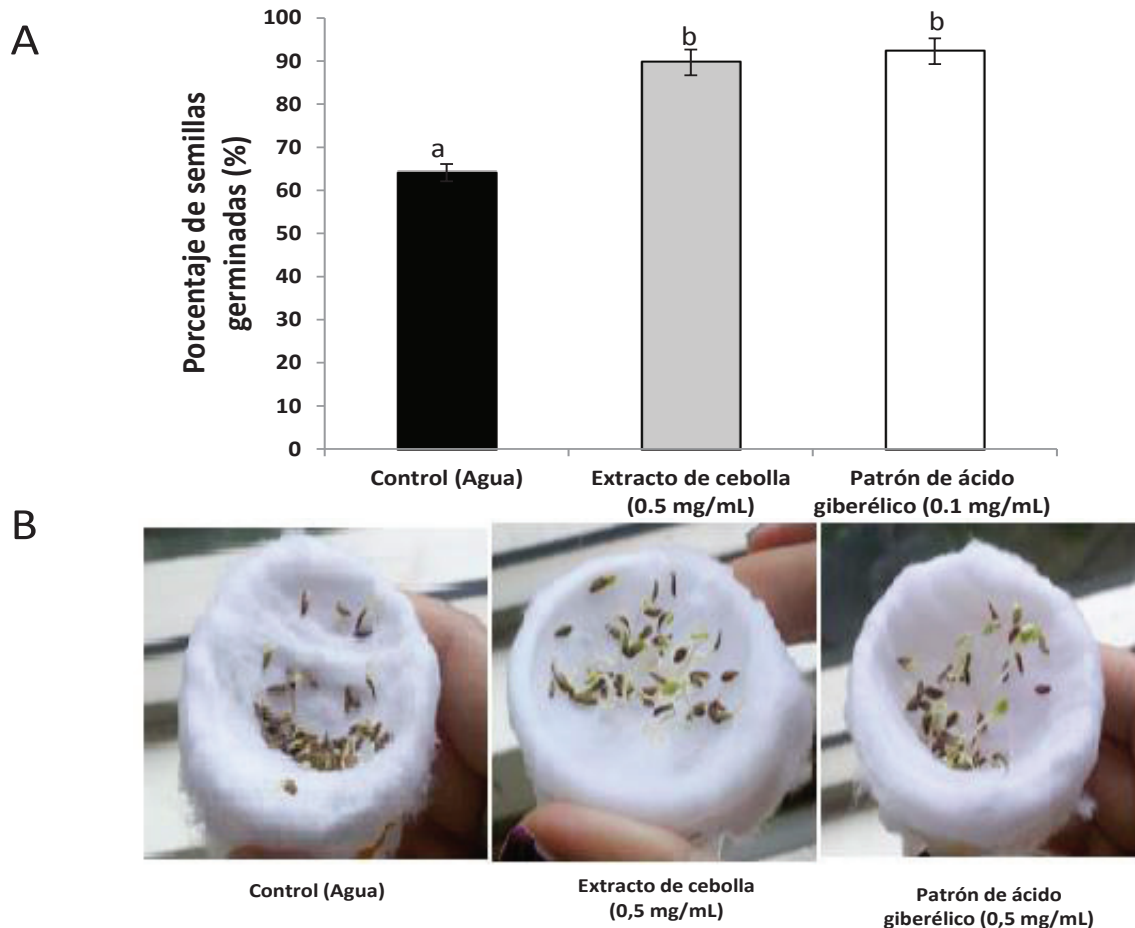 A
Porcentaje de semillas
germinadas (%)
100
90
80
70
60
50
40
30
20
10
0
a
b
b
Control (Agua)
Extracto de cebolla
(0.5 mg/mL)
Patrón de ácido
giberélico (0.1 mg/mL)
B
Control (Agua)
Extracto de cebolla
(0,5 mg/mL)
Patrón de ácido
giberélico (0,5 mg/mL)